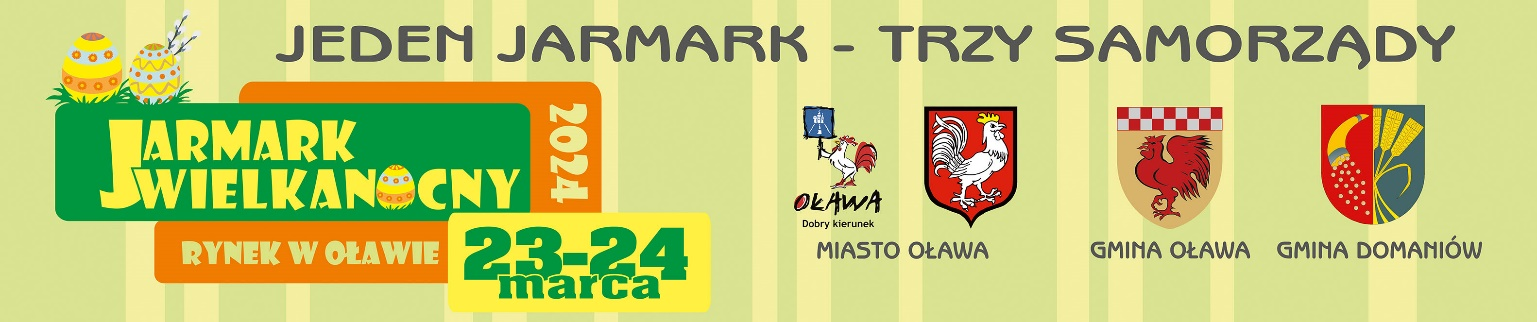 JEDEN JARMARK - TRZY SAMORZĄDY
JARMARK
WIELKANOCNY
2024
RYNEK W OŁAWIE
23-24
marca
OŁAWA
Dobry kierunek
MIASTO OŁAWA
GMINA OŁAWA
GMINA DOMANIÓW